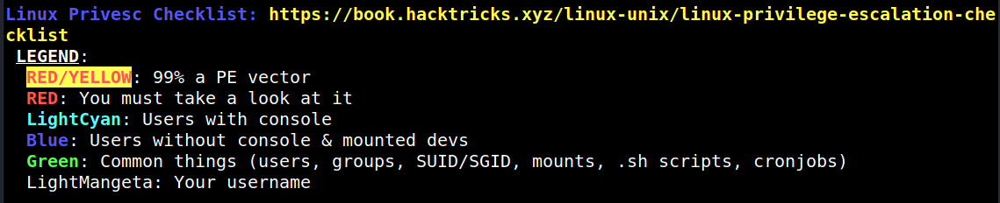 Linux Privesc Checklist: https://book.hacktricks.xyz/linux-unix/linux-privilege-escalation-che
cklist
LEGEND:
RED/YELLOW: 99% a PE vector
RED: You must take a look at it
LightCyan: Users with console
Blue: Users without console & mounted devs
Green: Common things (users, groups, SUID/SGID, mounts, .sh scripts, cronjobs)
LightMangeta: Your username